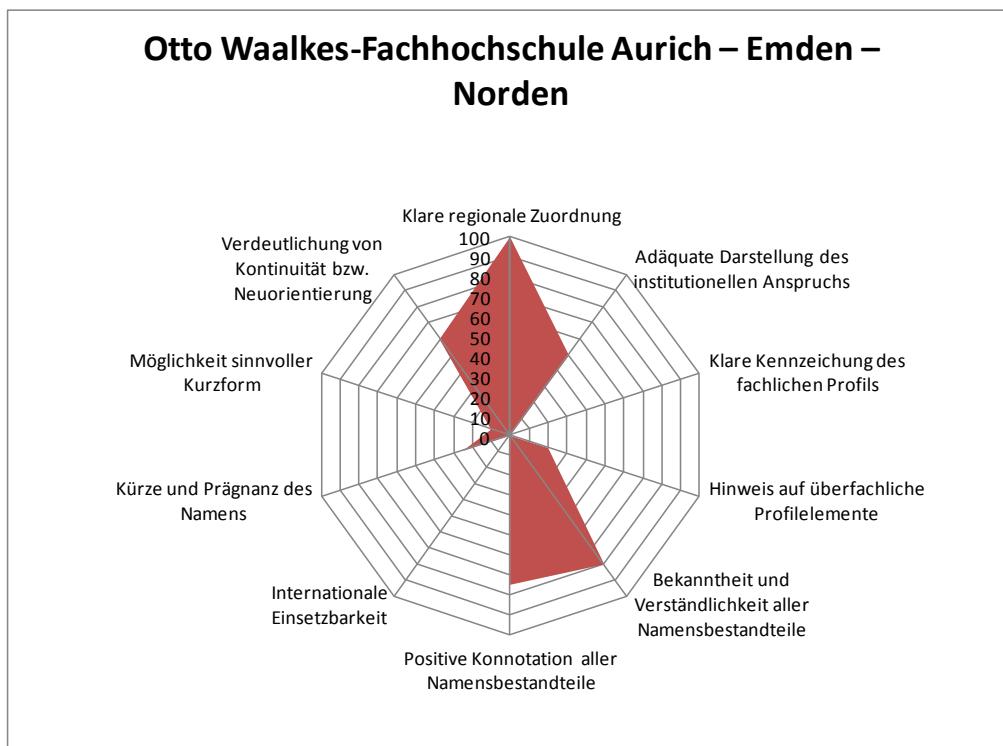 Otto Waalkes-Fachhochschule Aurich – Emden –
Norden
Klare regionale Zuordnung
Adäquate Darstellung des
institutionellen Anspruchs
Klare Kennzeichung des
fachlichen Profils
Hinweis auf überfachliche
Profilelemente
Bekanntheit und
Verständlichkeit aller
Namensbestandteile
Positive Konnotation aller
Namensbestandteile
Internationale
Einsetzbarkeit
Kürze und Prägnanz des
Namens
Möglichkeit sinnvoller
Kurzform
Verdeutlichung von
Kontinuität bzw.
Neuorientierung
100
90
80
70
60
50
40
30
20
10
0